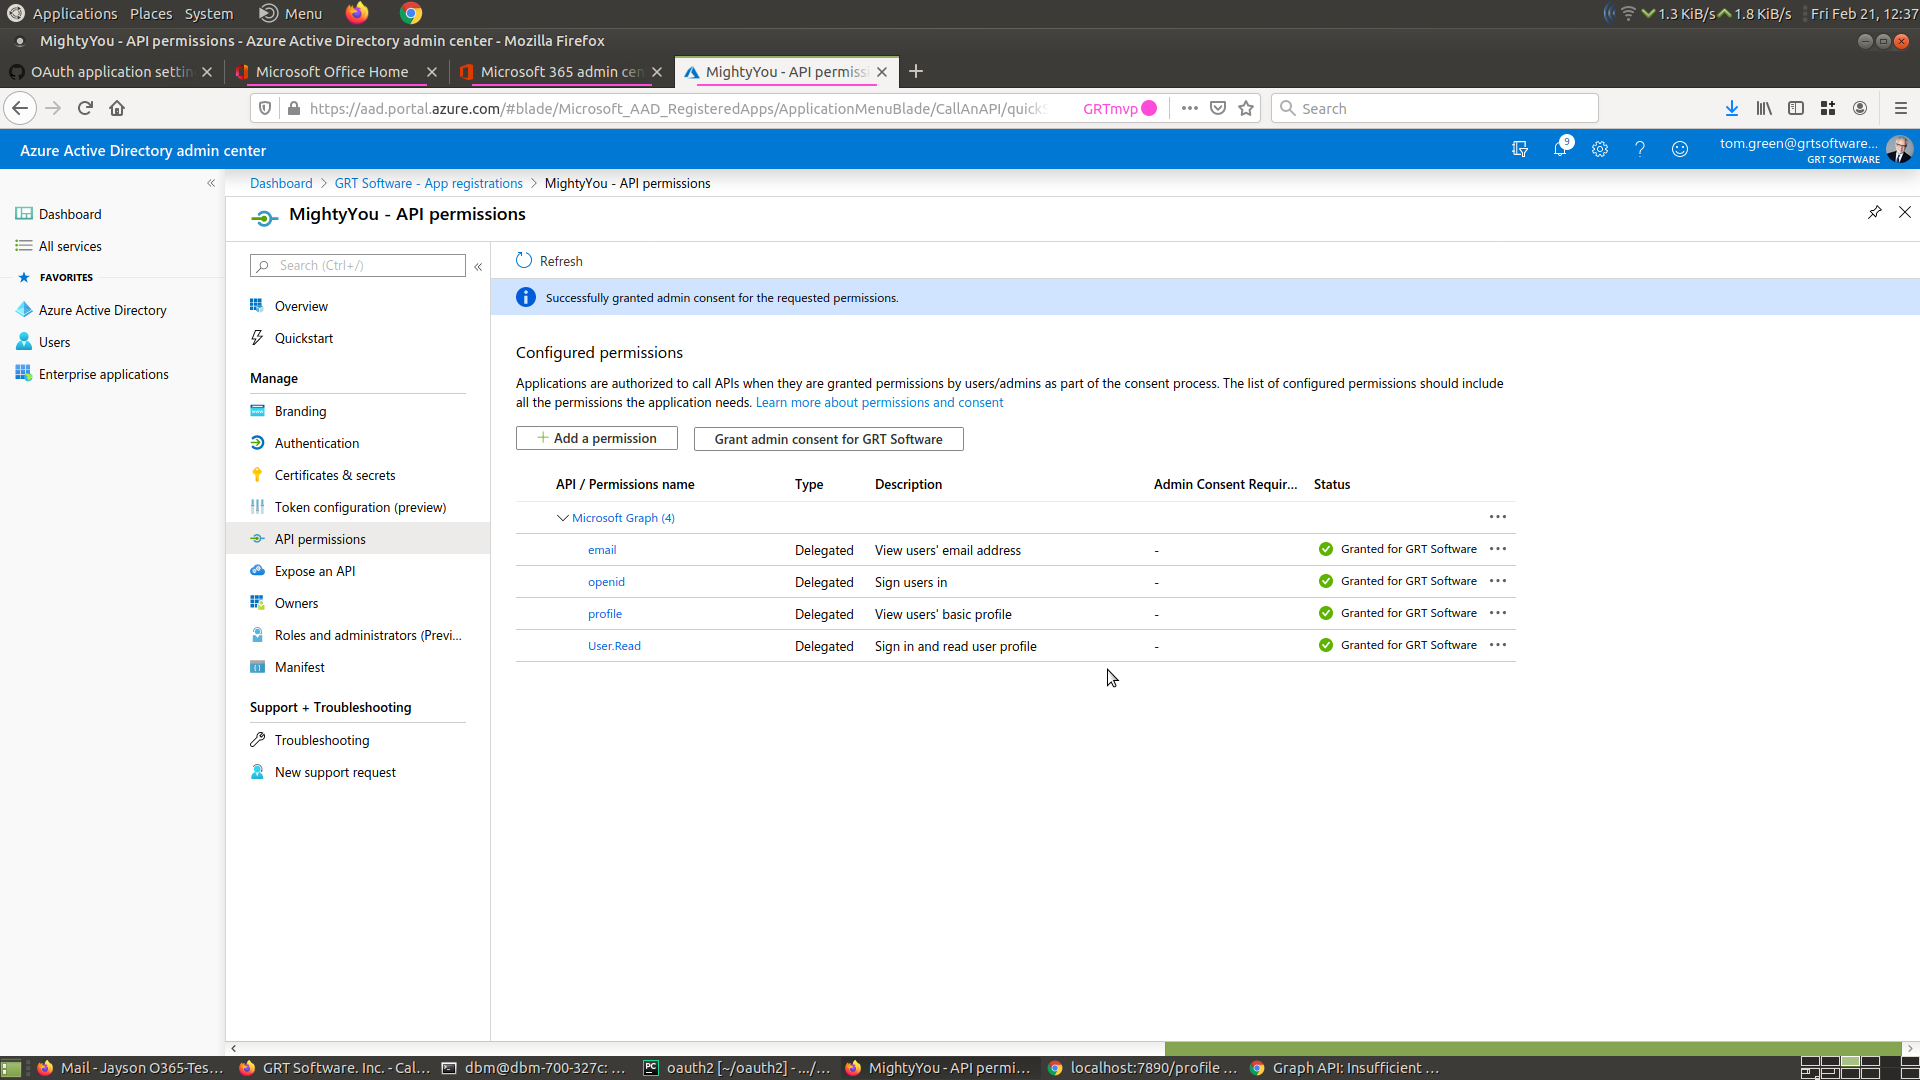 Applications Places System Menu 1.3 KiB/s 1.8 KiB/s Fri Feb 21, 12:37
MightyYou - API permissions - Azure Active Directory admin center - Mozilla Firefox
OAuth application settin Microsoft Office Home Microsoft 365 admin cen MightyYou - API permiss
https://aad.portal.azure.com/#blade/Microsoft_AAD_RegisteredApps/ApplicationMenuBlade/CallAnAPI/quickS GRTmvp Search
Azure Active Directory admin center 9 tom.green@grtsoftware...
GRT SOFTWARE
Dashboard > GRT Software - App registrations > MightyYou - API permissions
MightyYou - API permissions
Dashboard
All services
FAVORITES
Azure Active Directory
Users
Enterprise applications
Search (Ctrl+/)
Overview
Quickstart
Manage
Branding
Authentication
Certificates & secrets
Token configuration (preview)
API permissions
Expose an API
Owners
Roles and administrators (Previ...
Manifest
Support + Troubleshooting
Troubleshooting
New support request
Refresh
Successfully granted admin consent for the requested permissions.
Configured permissions
Applications are authorized to call APIs when they are granted permissions by users/admins as part of the consent process. The list of configured permissions should include
all the permissions the application needs. Learn more about permissions and consent
+ Add a permission Grant admin consent for GRT Software
API / Permissions name Type Description Admin Consent Requir... Status
Microsoft Graph (4) ...
email Delegated View users' email address - Granted for GRT Software ...
openid Delegated Sign users in - Granted for GRT Software ...
profile Delegated View users' basic profile - Granted for GRT Software ...
User.Read Delegated Sign in and read user profile - Granted for GRT Software ...
Mail - Jayson O365-Tes... GRT Software. Inc. - Cal... dbm@dbm-700-327c: ... PC oauth2 [~/oauth2] - .../... MightyYou - API permi... localhost:7890/profile ... Graph API: Insufficient ...